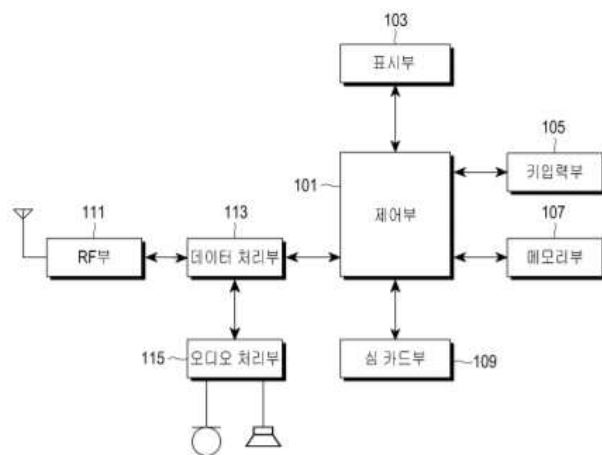 103
표시부
105
키입력부
101
제어부
107
메모리부
111
RF부
113
데이터 처리부
115
오디오 처리부
심 카드부
109